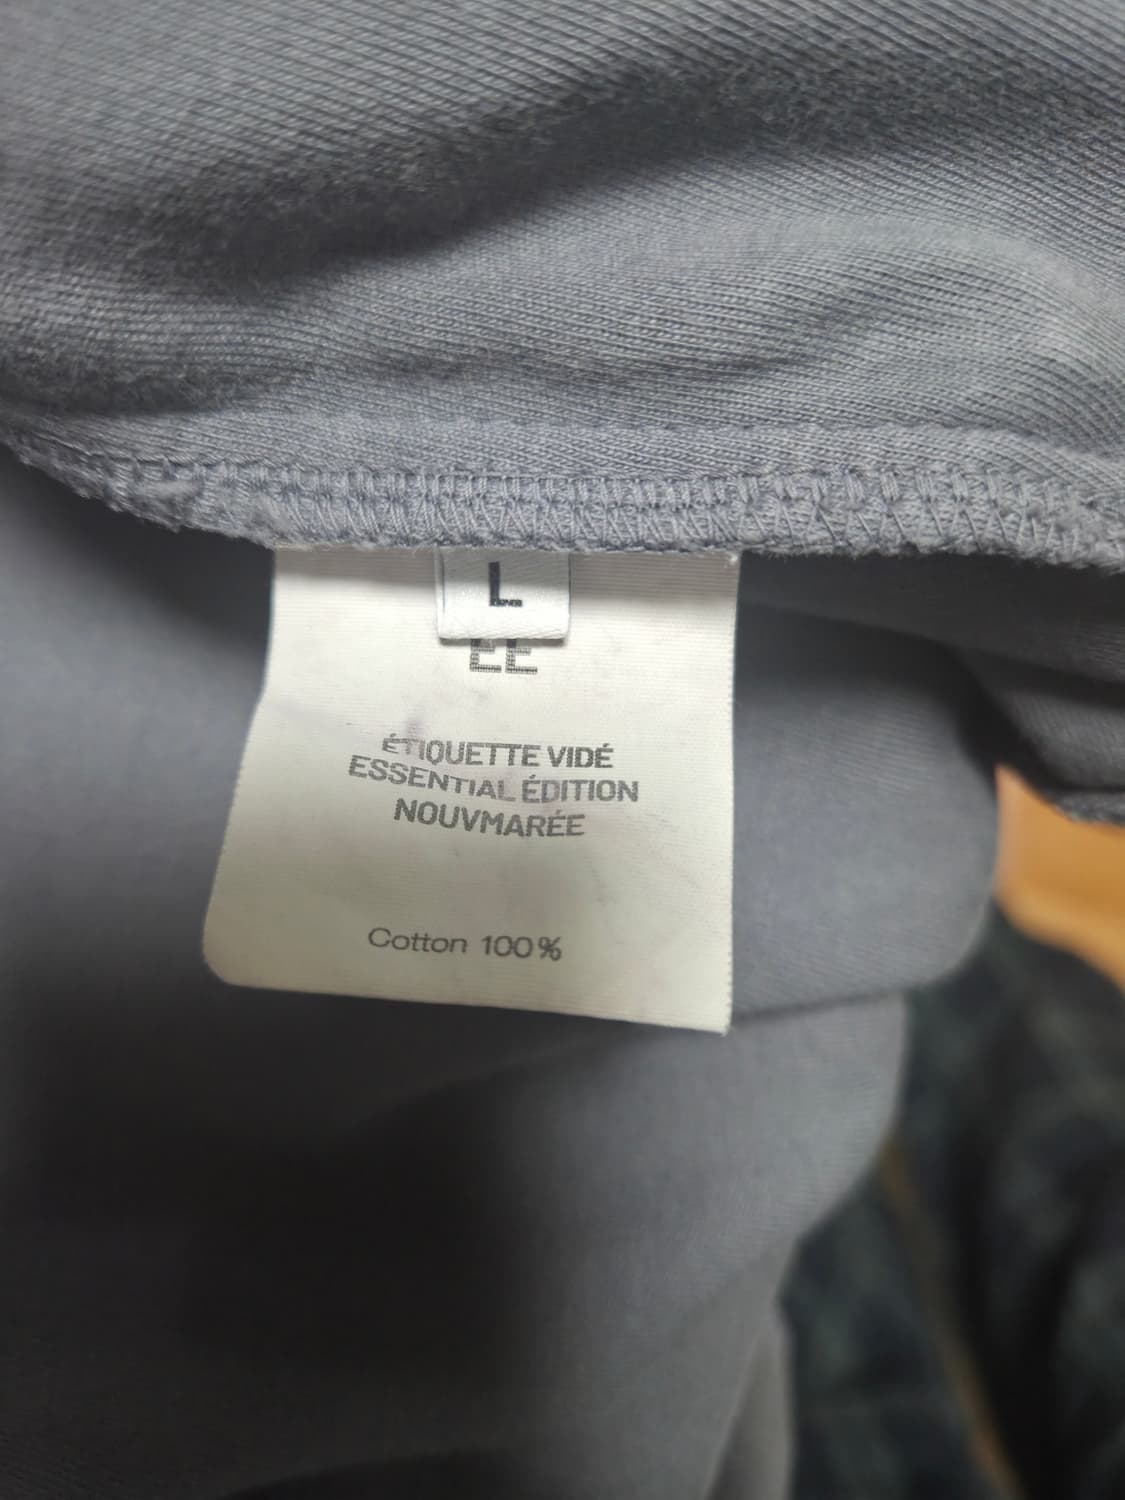 L
EE
ÉTIQUETTE VIDÉ
ESSENTIAL ÉDITION
NOUVMARÉE
Cotton 100%